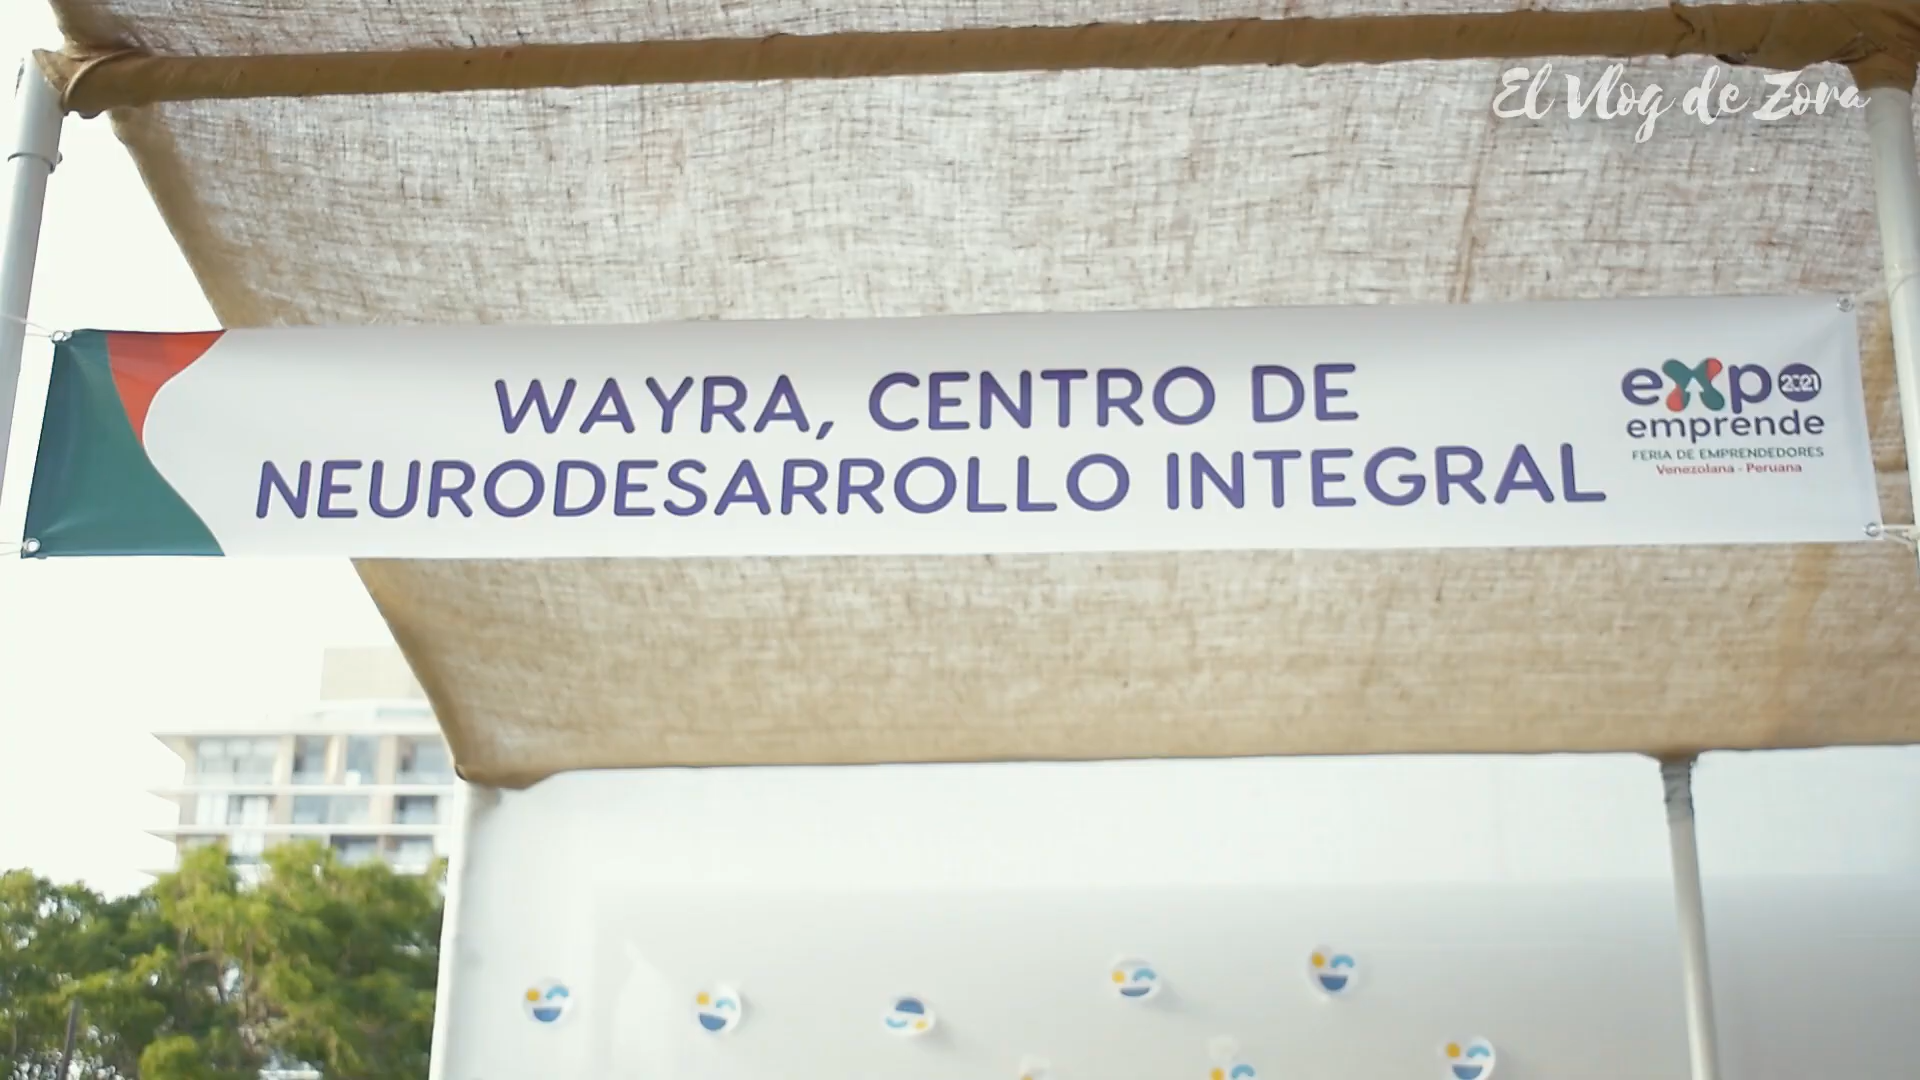 El Vlog de Zora
WAYRA, CENTRO DE
NEURODESARROLLO INTEGRAL
expo 2021
emprende
FERIA DE EMPRENDEDORES
Venezolana - Peruana